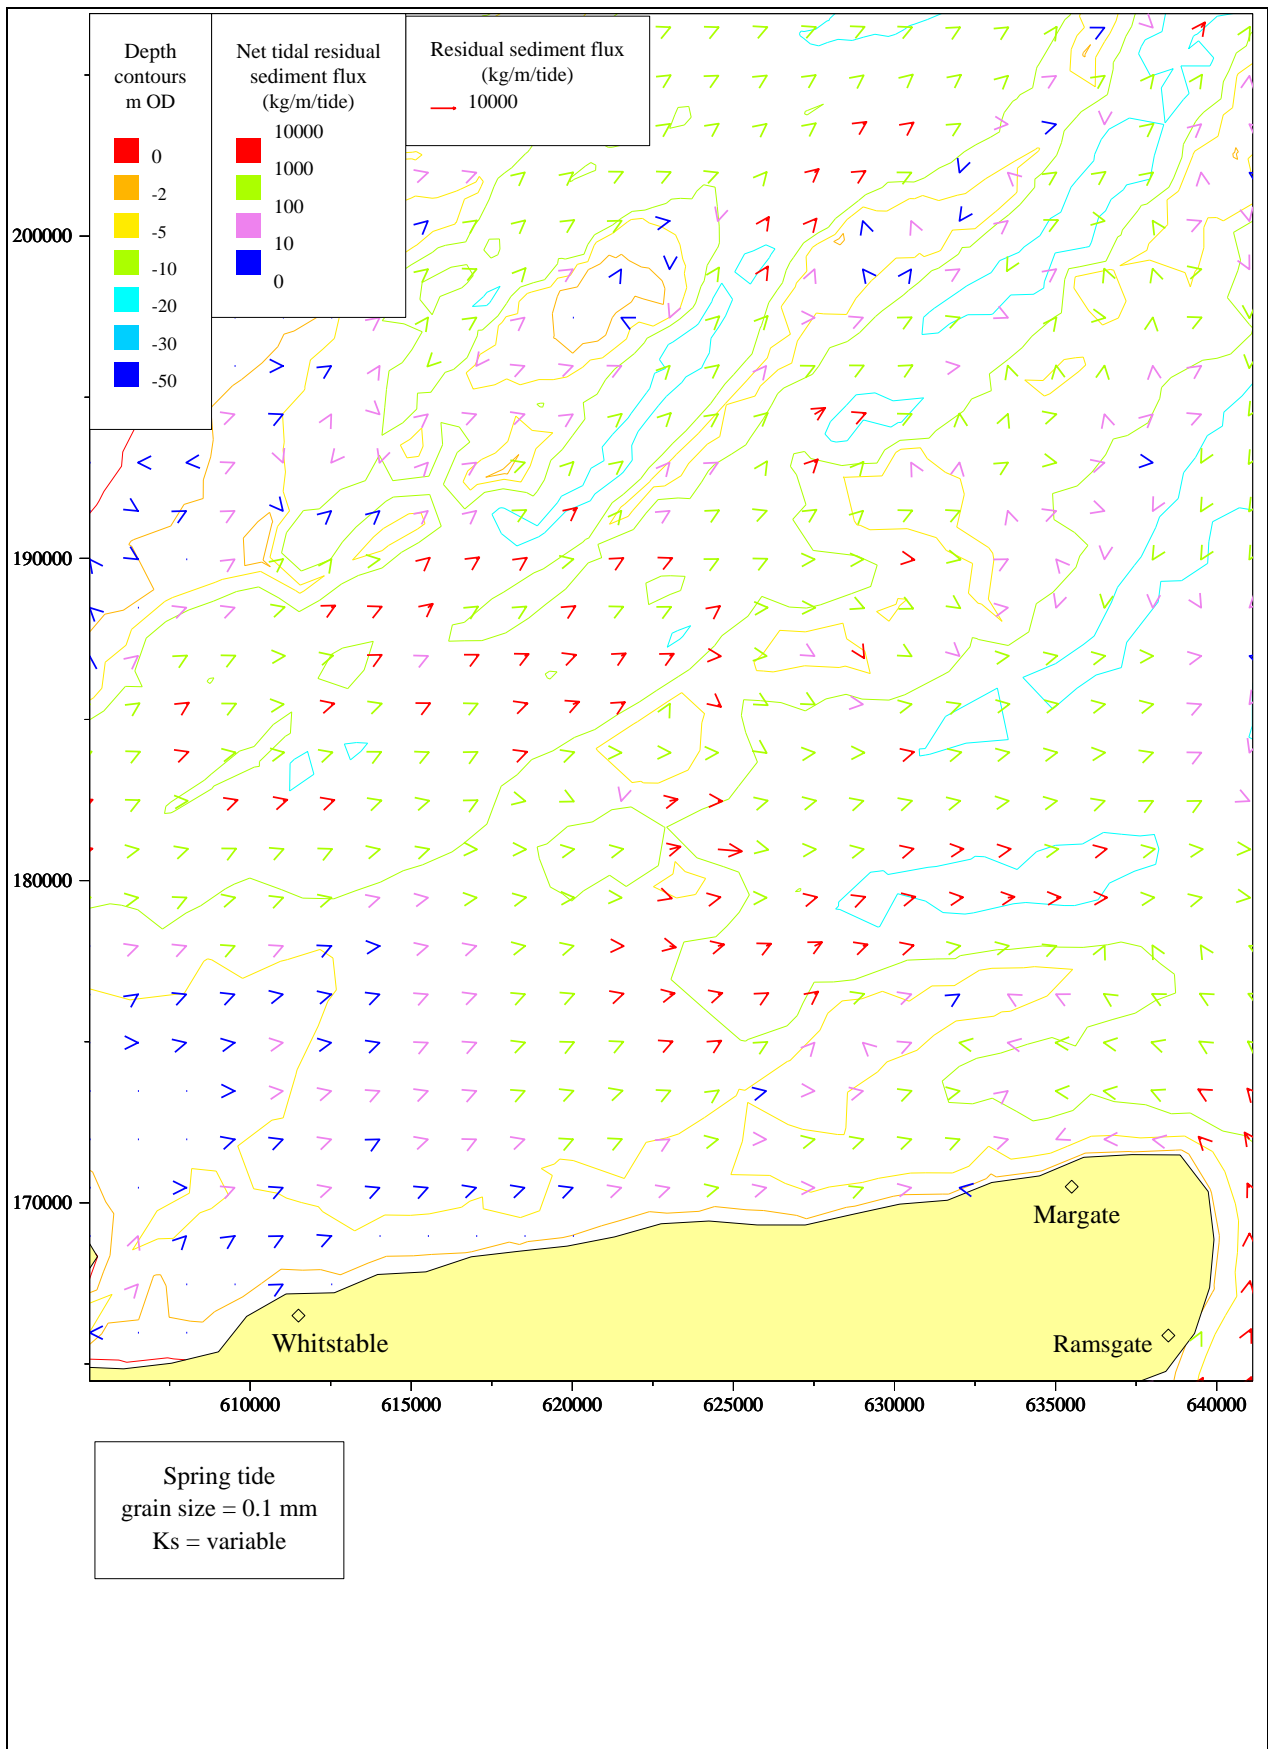 Depth
contours
m OD
0
-2
-5
-10
-20
-30
-50
Net tidal residual
sediment flux
(kg/m/tide)
10000
1000
100
10
0
Residual sediment flux
(kg/m/tide)
10000
200000
190000
180000
170000
Margate
Whitstable
Ramsgate
610000 615000 620000 625000 630000 635000 640000
Spring tide
grain size = 0.1 mm
Ks = variable